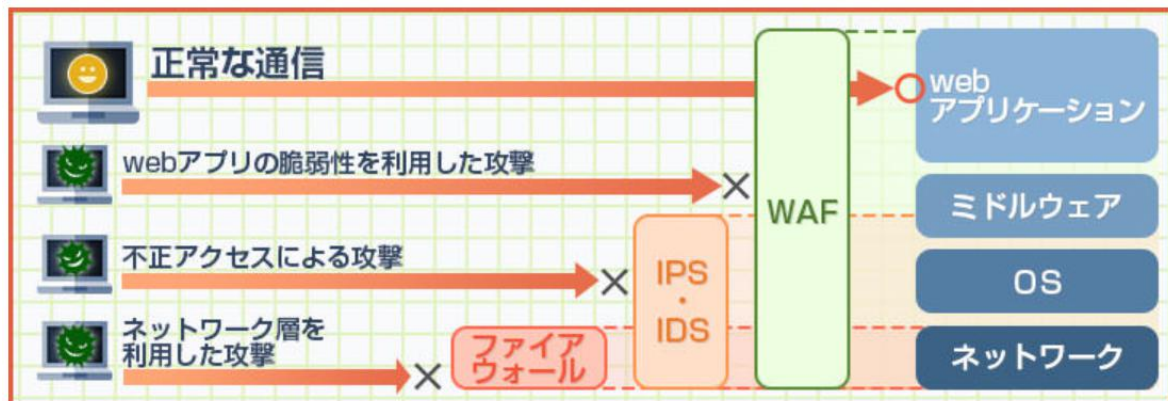 正常な通信
web
アプリケーション
webアプリの脆弱性を利用した攻撃
WAF
ミドルウェア
不正アクセスによる攻撃
IPS
・
IDS
OS
ネットワーク層を
利用した攻撃
ファイア
ウォール
ネットワーク